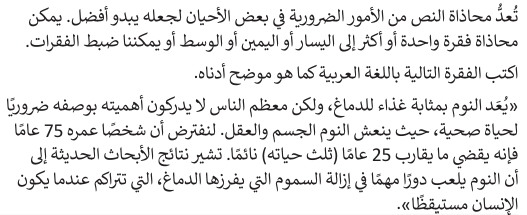 تُعدُّ محاذاة النص من الأمور الضرورية في بعض الأحيان لجعله يبدو أفضل. يمكن
محاذاة فقرة واحدة أو أكثر إلى اليسار أو اليمين أو الوسط أو يمكننا ضبط الفقرات.
اكتب الفقرة التالية باللغة العربية كما هو موضح أدناه.
«يُعَد النوم بمثابة غذاء للدماغ، ولكن معظم الناس لا يدركون أهميته بوصفه ضروريًا
لحياة صحية، حيث ينعش النوم الجسم والعقل. لنفترض أن شخصًا عمره 75 عامًا
فإنه يقضي ما يقارب 25 عامًا (ثلث حياته) نائمًا. تشير نتائج الأبحاث الحديثة إلى
أن النوم يلعب دورًا مهمًا في إزالة السموم التي يفرزها الدماغ، التي تتراكم عندما يكون
الإنسان مستيقظًا».